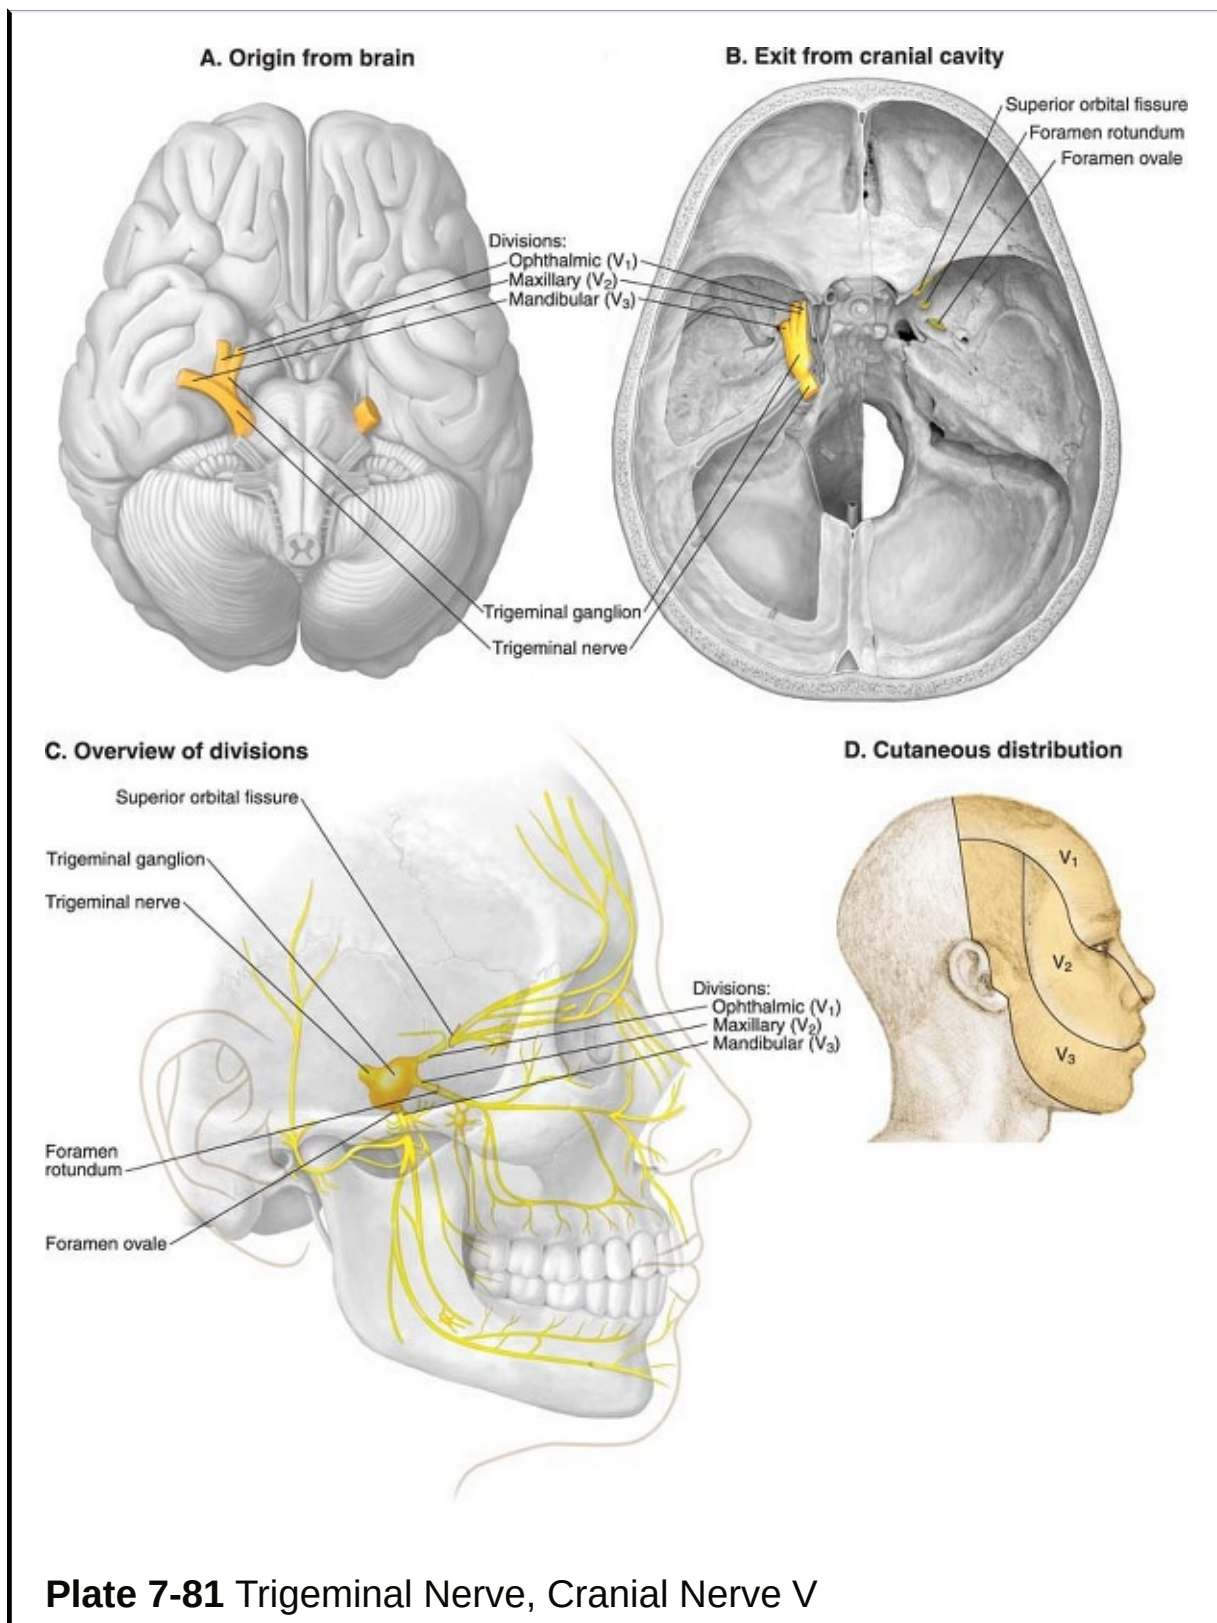 A. Origin from brain
B. Exit from cranial cavity
Superior orbital fissure
Foramen rotundum
Foramen ovale
Divisions:
Ophthalmic (V₁)
Maxillary (V₂)
Mandibular (V₃)
Trigeminal ganglion
Trigeminal nerve
C. Overview of divisions
Superior orbital fissure
Trigeminal ganglion
Trigeminal nerve
Divisions:
Ophthalmic (V₁)
Maxillary (V₂)
Mandibular (V₃)
Foramen
rotundum
Foramen ovale
D. Cutaneous distribution
V₁
V₂
V₃
Plate 7-81 Trigeminal Nerve, Cranial Nerve V